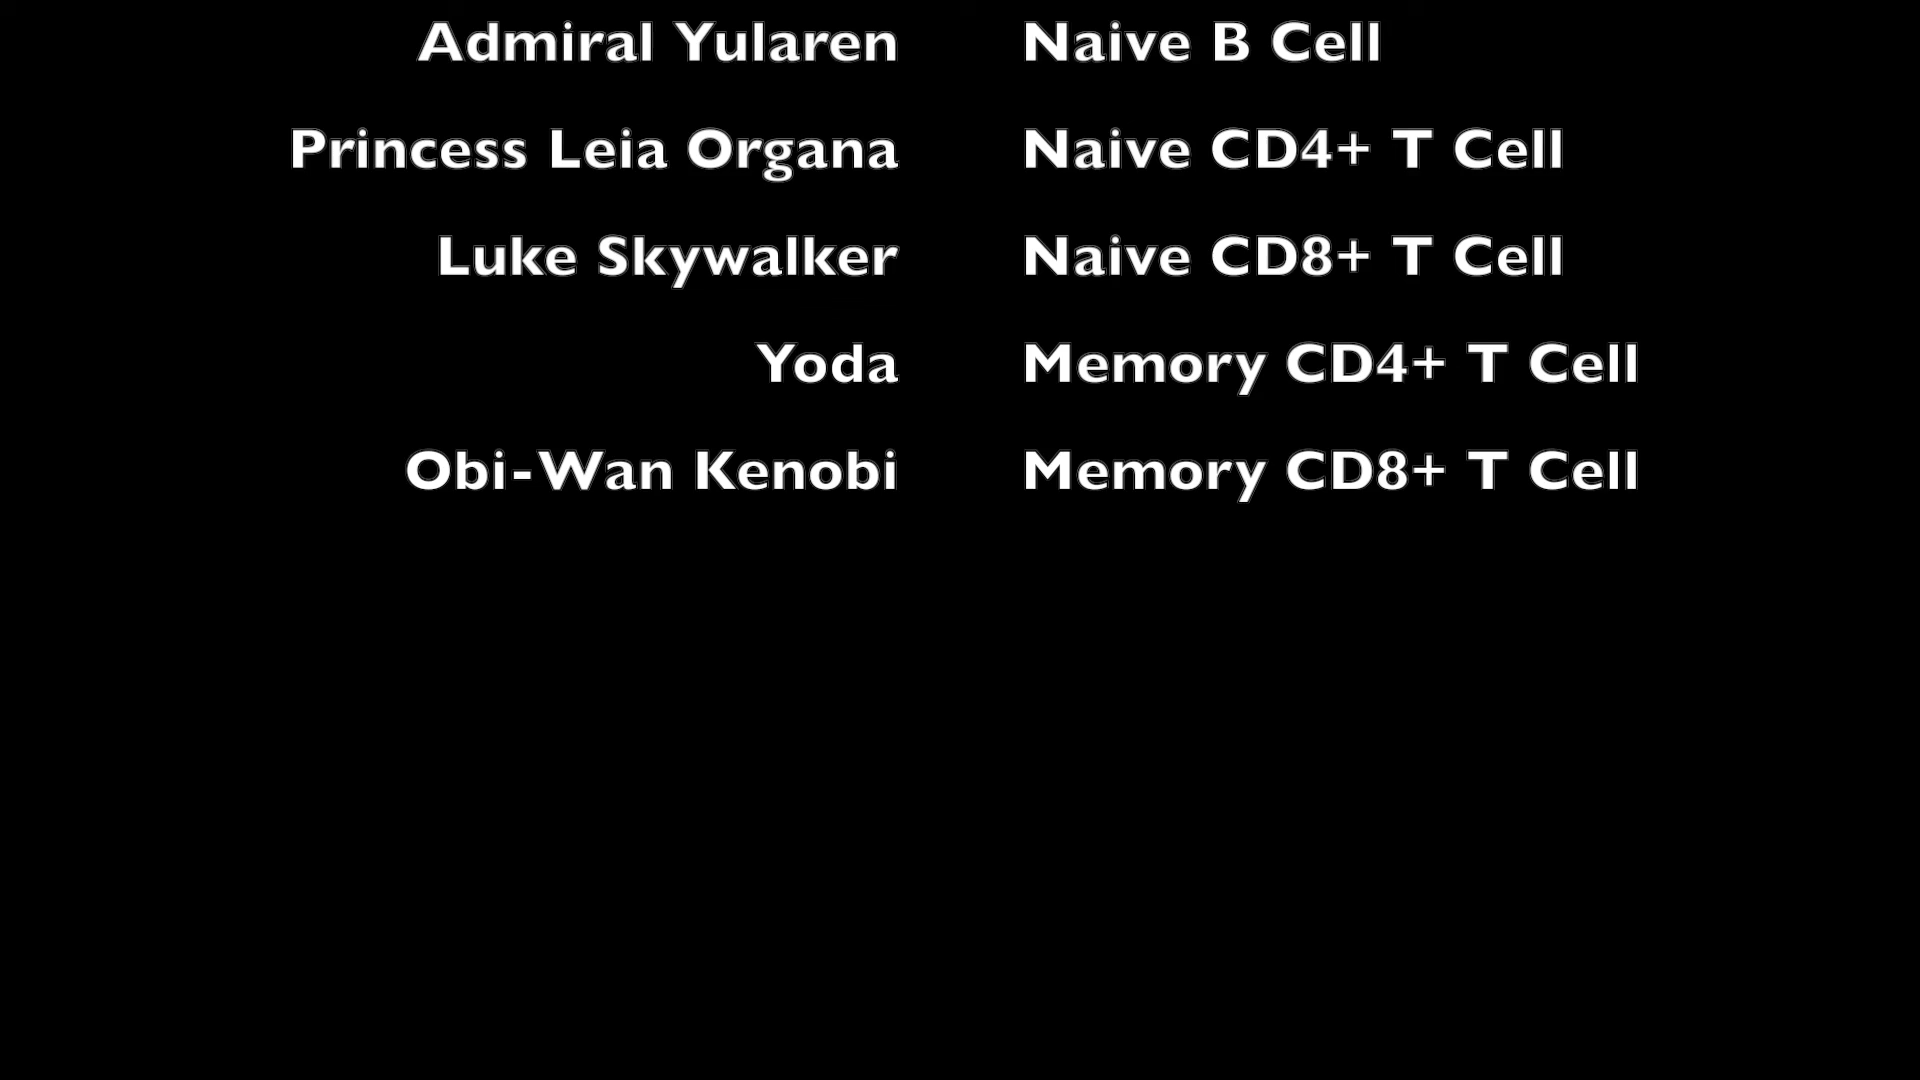 Admiral Yularen Naive B Cell
Princess Leia Organa Naive CD4+ T Cell
Luke Skywalker Naive CD8+ T Cell
Yoda Memory CD4+ T Cell
Obi-Wan Kenobi Memory CD8+ T Cell